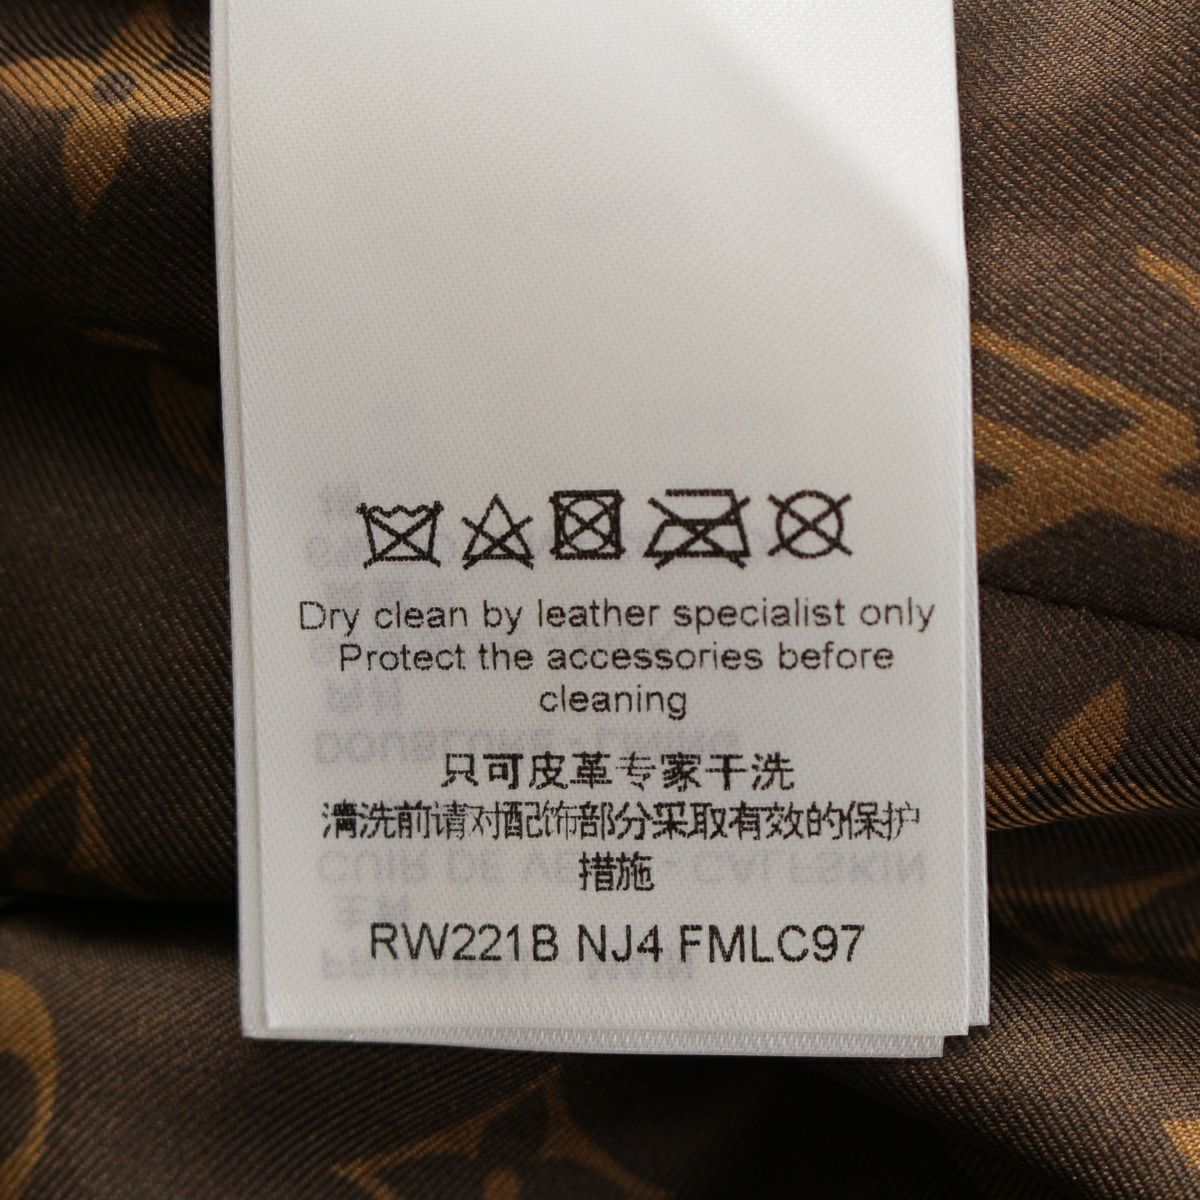 Dry clean by leather specialist only
Protect the accessories before
cleaning
只可皮革专家干洗
清洗前请对配饰部分采取有效的保护
措施
RW221B NJ4 FMLC97